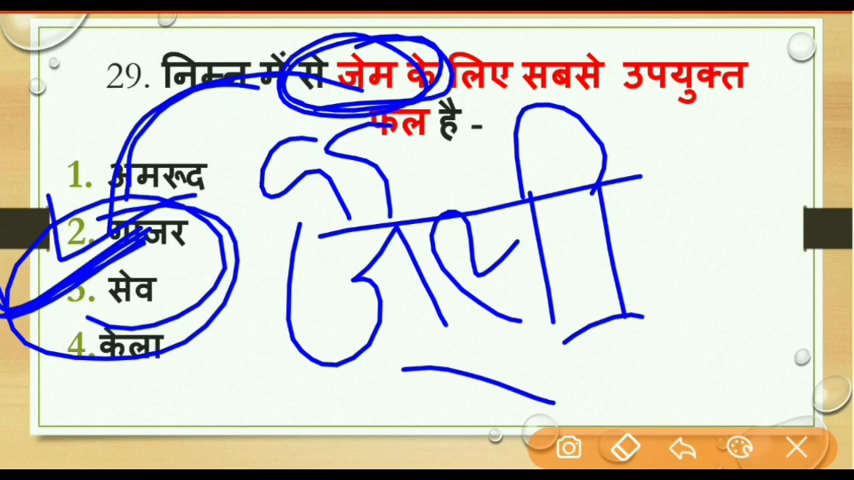 29. निम्न में से जेम के लिए सबसे उपयुक्त
फल है -
1. अमरूद
2. गाजर
3. सेव
4. केला
जैली